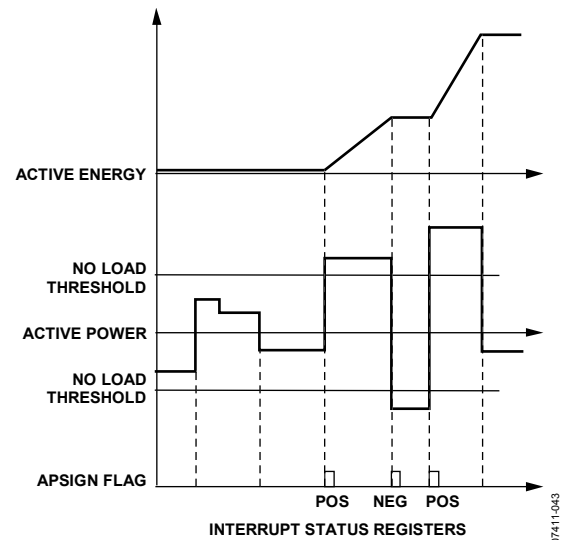 ACTIVE ENERGY
NO LOAD
THRESHOLD
ACTIVE POWER
NO LOAD
THRESHOLD
APSIGN FLAG
POS NEG POS
INTERRUPT STATUS REGISTERS
07411-043